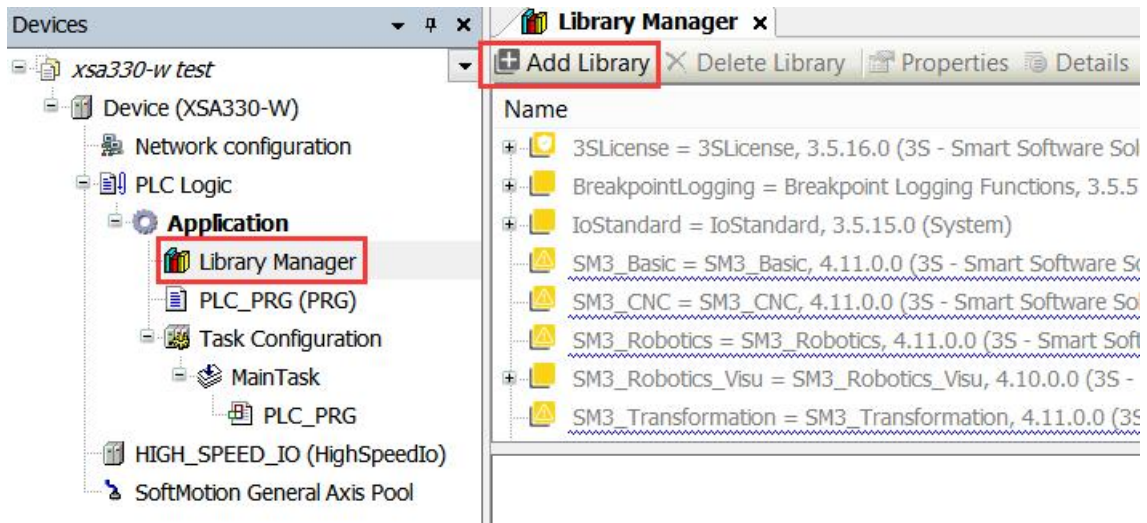 Devices
xsa330-w test
Device (XSA330-W)
Network configuration
PLC Logic
Application
Library Manager
PLC_PRG (PRG)
Task Configuration
MainTask
PLC_PRG
HIGH_SPEED_IO (HighSpeedIo)
SoftMotion General Axis Pool
Library Manager
Add Library Delete Library Properties Details
Name
3SLicense = 3SLicense, 3.5.16.0 (3S - Smart Software Sol
BreakpointLogging = Breakpoint Logging Functions, 3.5.5
IoStandard = IoStandard, 3.5.15.0 (System)
SM3_Basic = SM3_Basic, 4.11.0.0 (3S - Smart Software So
SM3_CNC = SM3_CNC, 4.11.0.0 (3S - Smart Software Sol
SM3_Robotics = SM3_Robotics, 4.11.0.0 (3S - Smart Soft
SM3_Robotics_Visu = SM3_Robotics_Visu, 4.10.0.0 (3S -
SM3_Transformation = SM3_Transformation, 4.11.0.0 (3S